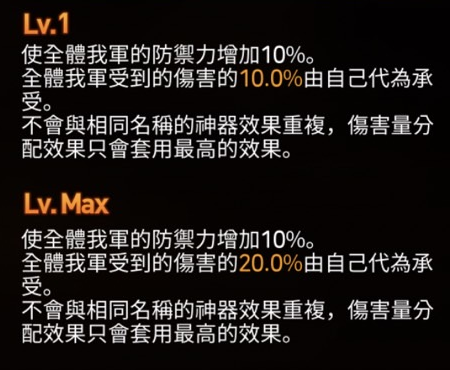 Lv.1
使全體我軍的防禦力增加10%。
全體我軍受到的傷害的10.0%由自己代為承
受。
不會與相同名稱的神器效果重複，傷害量分
配效果只會套用最高的效果。
Lv.Max
使全體我軍的防禦力增加10%。
全體我軍受到的傷害的20.0%由自己代為承
受。
不會與相同名稱的神器效果重複，傷害量分
配效果只會套用最高的效果。